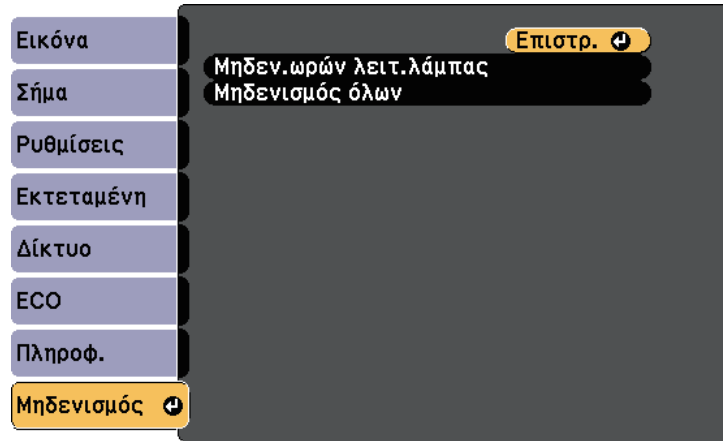 Εικόνα
Σήμα
Ρυθμίσεις
Εκτεταμένη
Δίκτυο
ECO
Πληροφ.
Μηδενισμός
Επιστρ.
Μηδεν.ωρών λειτ.λάμπας
Μηδενισμός όλων